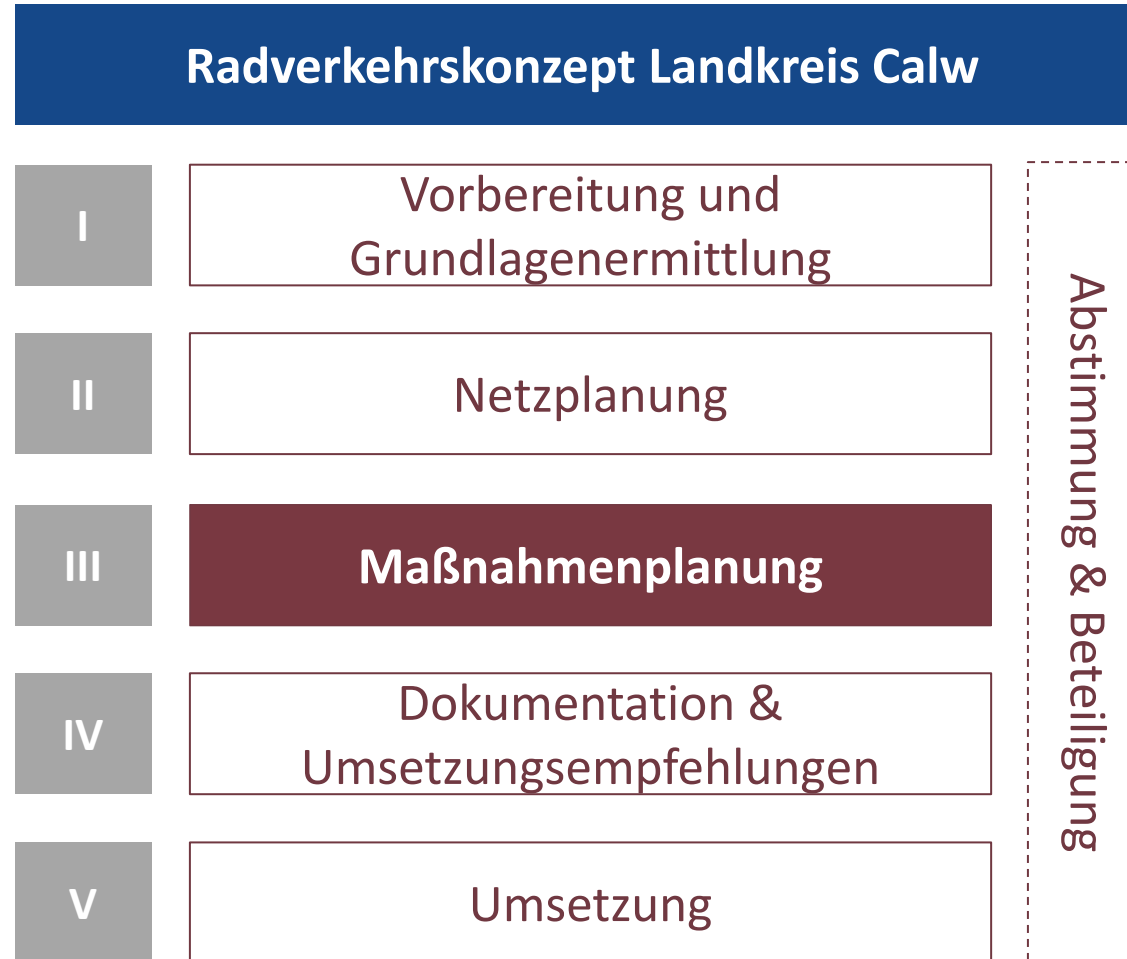 Radverkehrskonzept Landkreis Calw
I
Vorbereitung und
Grundlagenermittlung
II
Netzplanung
III
Maßnahmenplanung
IV
Dokumentation &
Umsetzungsempfehlungen
V
Umsetzung
Abstimmung & Beteiligung